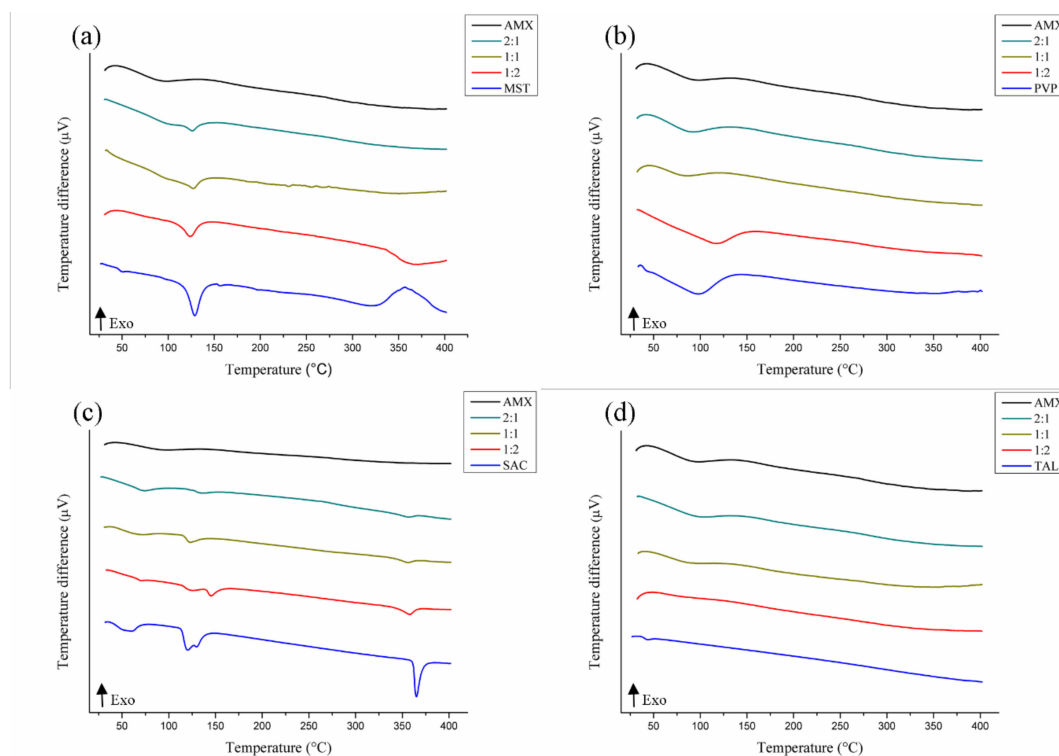 (a)
AMX
2:1
1:1
1:2
MST
Temperature difference (µV)
Exo
50 100 150 200 250 300 350 400
Temperature (°C)
(b)
AMX
2:1
1:1
1:2
PVP
Temperature difference (µV)
Exo
50 100 150 200 250 300 350 400
Temperature (°C)
(c)
AMX
2:1
1:1
1:2
SAC
Temperature difference (µV)
Exo
50 100 150 200 250 300 350 400
Temperature (°C)
(d)
AMX
2:1
1:1
1:2
TAL
Temperature difference (µV)
Exo
50 100 150 200 250 300 350 400
Temperature (°C)